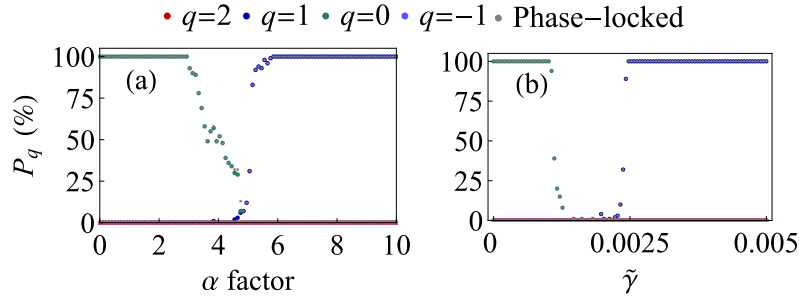 q=2 q=1 q=0 q=−1 Phase−locked
P_q (%)
100
75
50
25
0
(a)
0 2 4 6 8 10
α factor
100
75
50
25
0
(b)
0 0.0025 0.005
γ̃